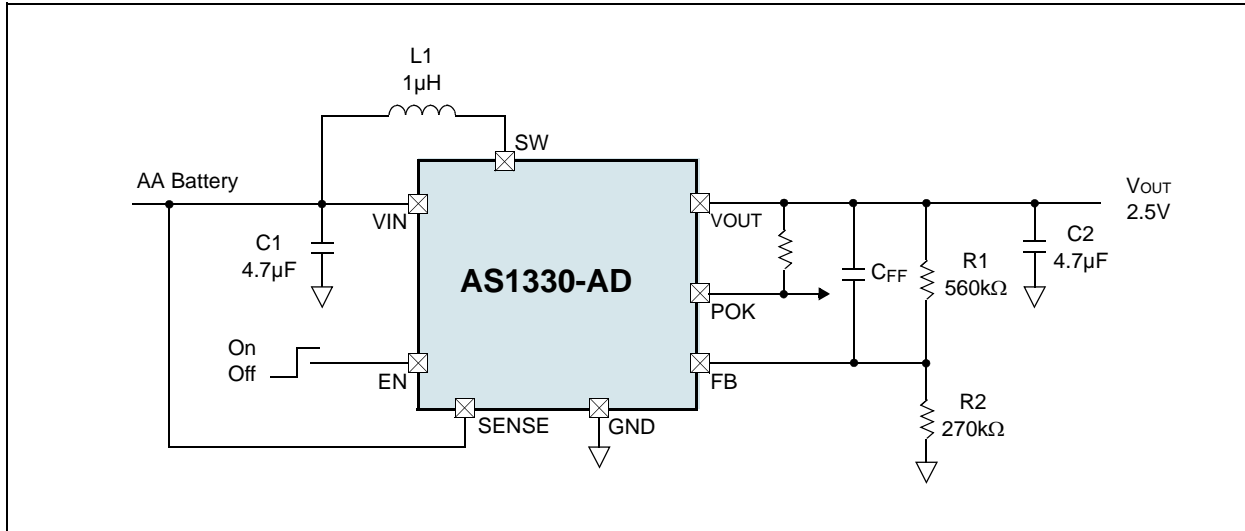 L1
1µH
SW
AA Battery
VIN
C1
4.7µF
AS1330-AD
On
Off
EN
SENSE
GND
VOUT
POK
FB
CFF
R1
560kΩ
R2
270kΩ
C2
4.7µF
VOUT
2.5V